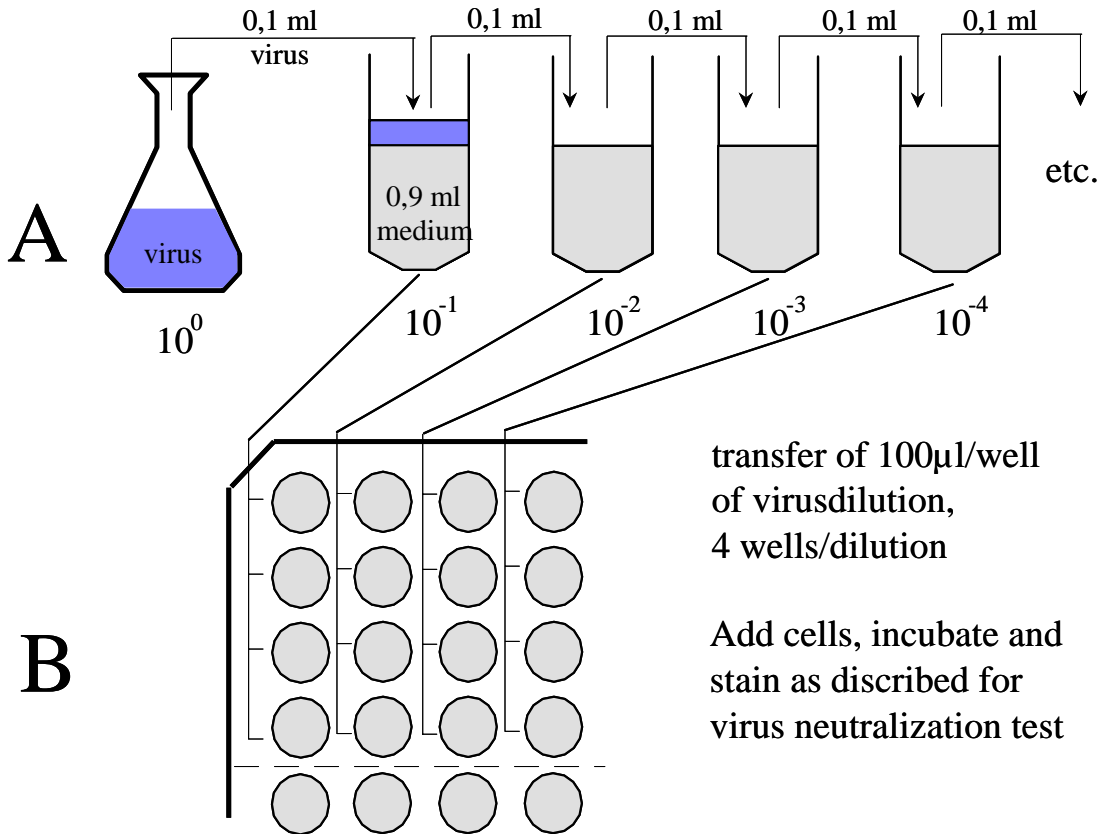 0,1 ml
virus
0,1 ml
0,1 ml
0,1 ml
0,1 ml
etc.
A
virus
0,9 ml
medium
10⁰
10⁻¹
10⁻²
10⁻³
10⁻⁴
B
transfer of 100µl/well
of virusdilution,
4 wells/dilution
Add cells, incubate and
stain as discribed for
virus neutralization test